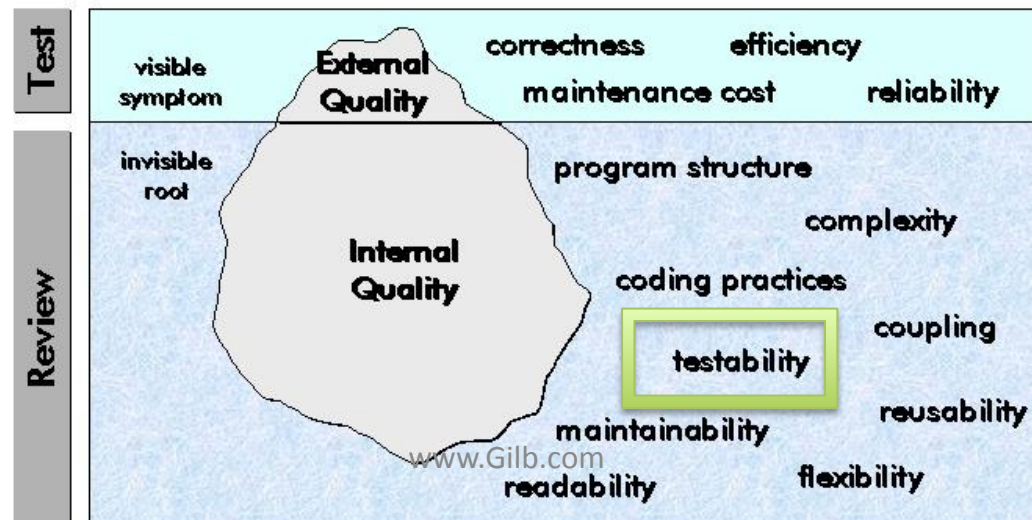 Test
visible
symptom
External
Quality
correctness
efficiency
maintenance cost
reliability
Review
invisible
root
Internal
Quality
program structure
complexity
coding practices
coupling
testability
reusability
maintainability
www.Gilb.com
readability
flexibility